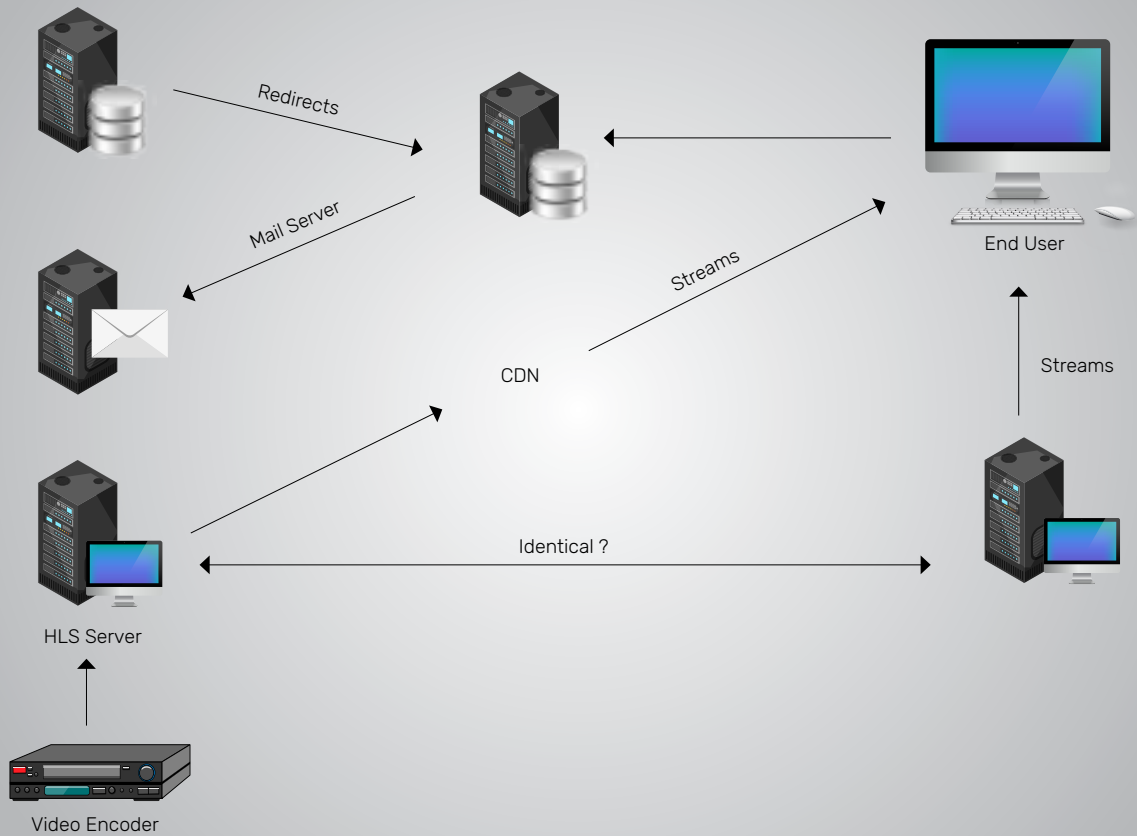 Redirects
Mail Server
End User
Streams
CDN
Streams
Identical ?
HLS Server
Video Encoder